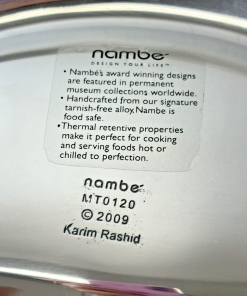 nambe
DESIGN YOUR LIFE™
• Nambe's award winning designs
are featured in permanent
museum collections worldwide.
• Handcrafted from our signature
tarnish-free alloy, Nambe is
food safe.
•Thermal retentive properties
make it perfect for cooking
and serving foods hot or
chilled to perfection.
nambe
MT0120
© 2009
Karim Rashid